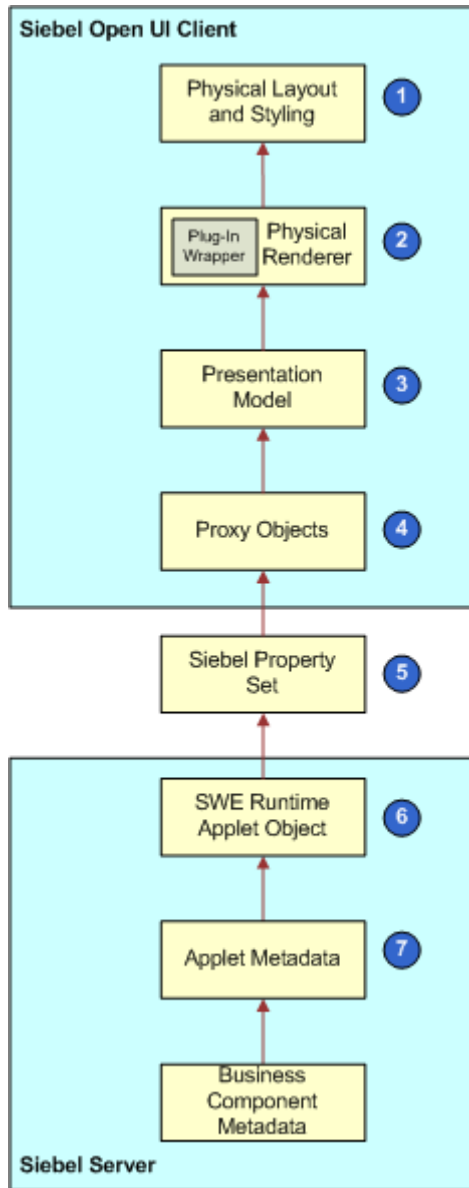 Siebel Open UI Client
Physical Layout
and Styling
1
Plug-In
Wrapper
Physical
Renderer
2
Presentation
Model
3
Proxy Objects
4
Siebel Property
Set
5
SWE Runtime
Applet Object
6
Applet Metadata
7
Business
Component
Metadata
Siebel Server